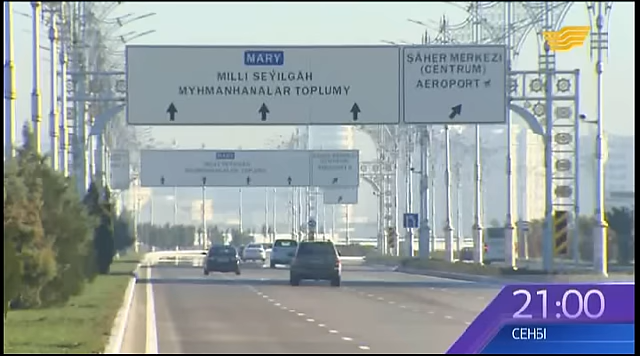 MARY
MILLI SEÝILGÄH
MYHMANHANALAR TOPLUMY
ŞÄHER MERKEZI
(CENTRUM)
AEROPORT
21:00
СЕНБІ